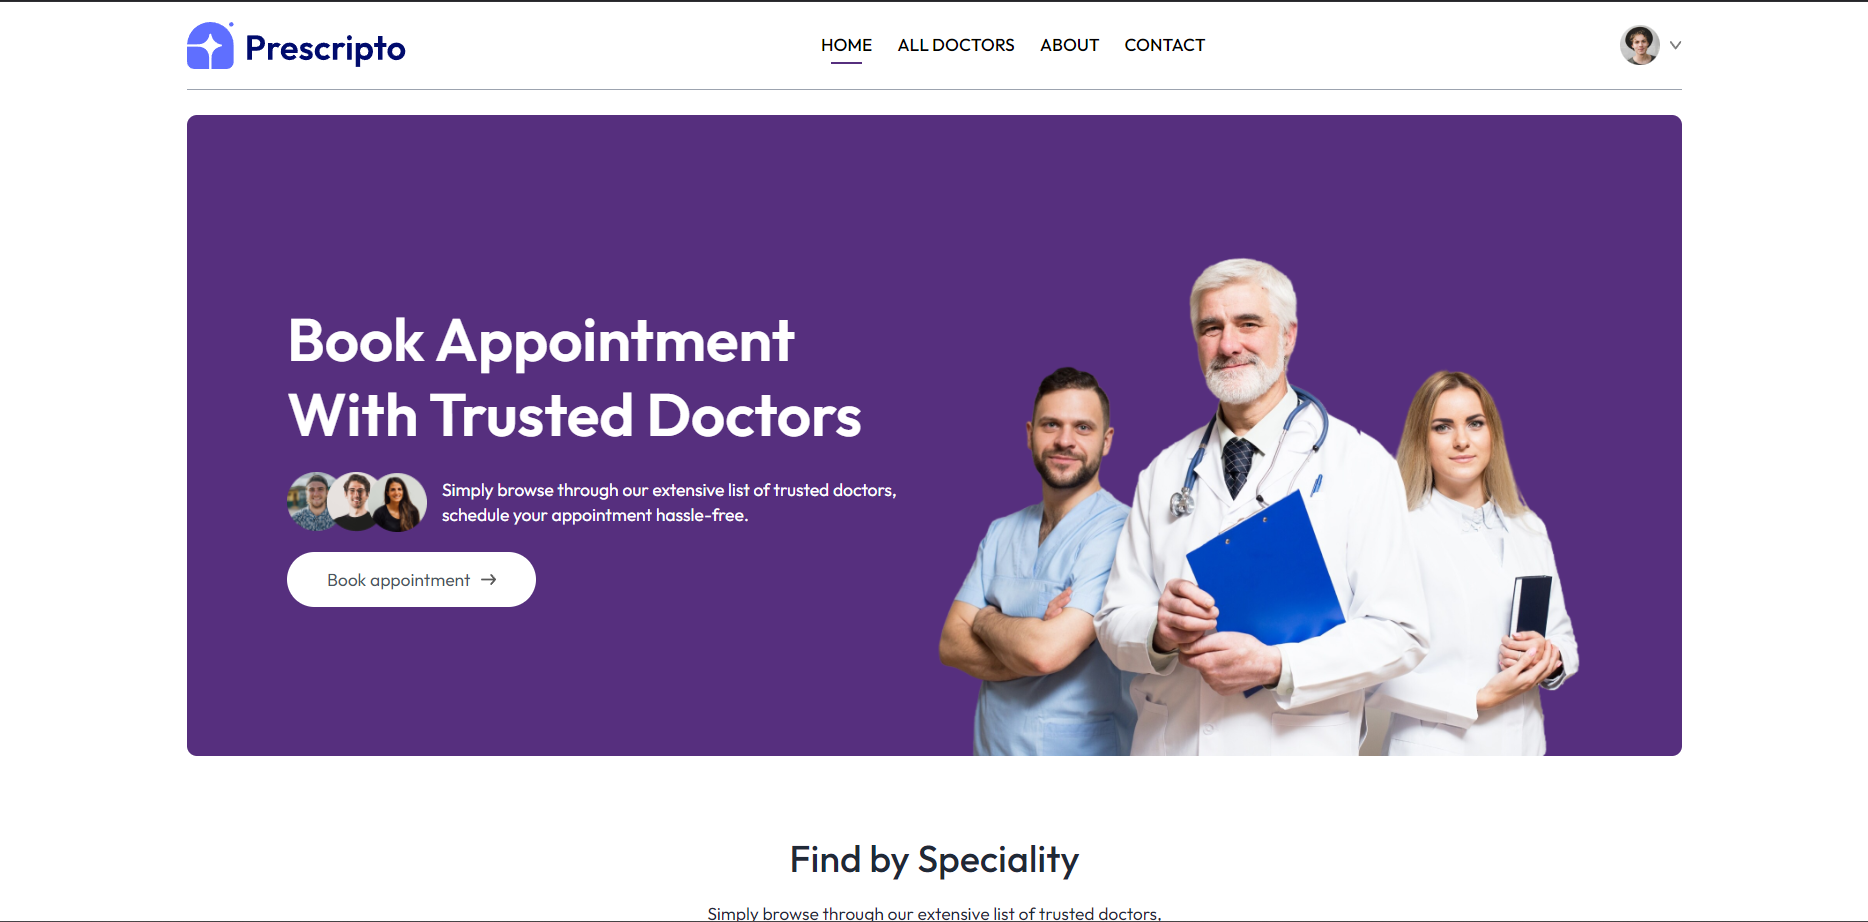 Prescripto
HOME ALL DOCTORS ABOUT CONTACT
Book Appointment
With Trusted Doctors
Simply browse through our extensive list of trusted doctors,
schedule your appointment hassle-free.
Book appointment →
Find by Speciality
Simply browse through our extensive list of trusted doctors,